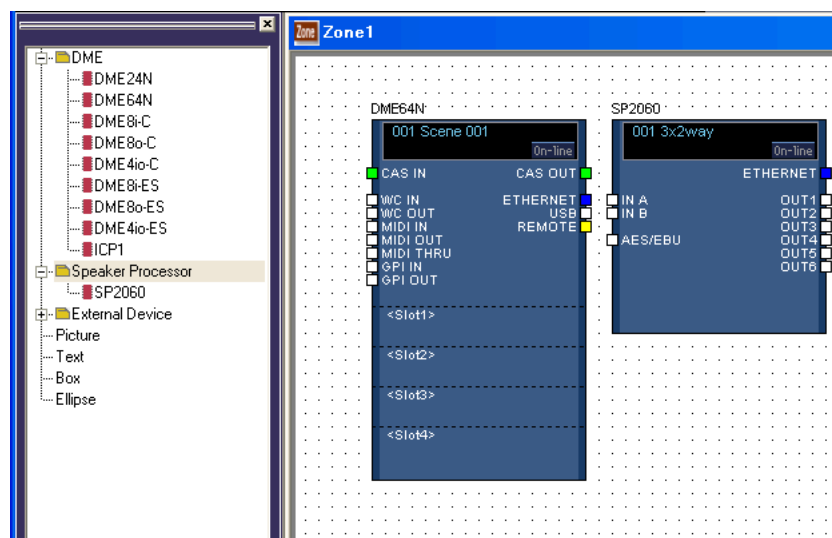 Zone Zone1
DME
DME24N
DME64N
DME8i-C
DME8o-C
DME4io-C
DME8i-ES
DME8o-ES
DME4io-ES
ICP1
Speaker Processor
SP2060
External Device
Picture
Text
Box
Ellipse
DME64N
001 Scene 001
On-line
CAS IN CAS OUT
WC IN ETHERNET
WC OUT USB
MIDI IN REMOTE
MIDI OUT
MIDI THRU
GPI IN
GPI OUT
<Slot1>
<Slot2>
<Slot3>
<Slot4>
SP2060
001 3x2way
On-line
ETHERNET
IN A OUT1
IN B OUT2
OUT3
AES/EBU OUT4
OUT5
OUT6